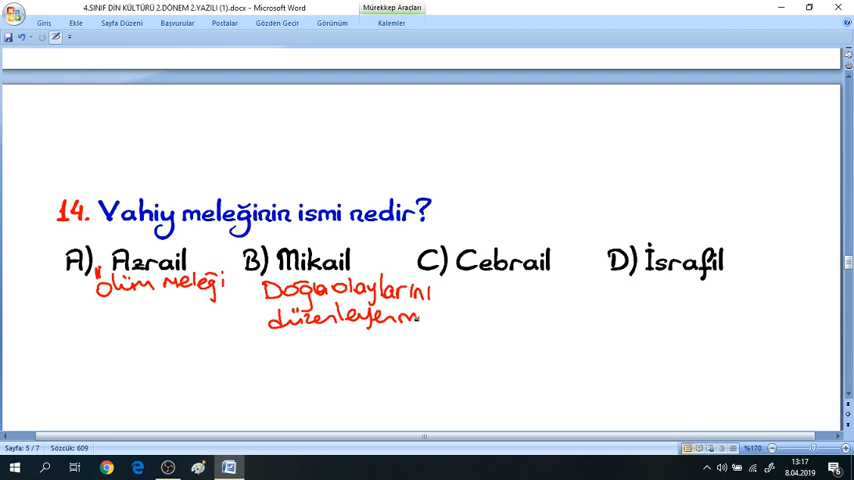 4.SINIF DİN KÜLTÜRÜ 2.DÖNEM 2.YAZILI (1).docx - Microsoft Word
Mürekkep Araçları
Giriş Ekle Sayfa Düzeni Başvurular Postalar Gözden Geçir Görünüm Kalemler
14. Vahiy meleğinin ismi nedir?
A) Azrail B) Mikail C) Cebrail D) İsrafil
ölüm meleği Doğa olaylarını
düzenleyen m
Sayfa: 5 / 7 Sözcük: 609 %170
13:17
8.04.2019